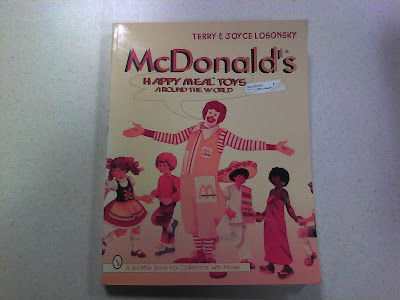 TERRY & JOYCE LOSONSKY
McDonald's®
HAPPY MEAL® TOYS
AROUND THE WORLD
A Schiffer Book For Collectors with Prices